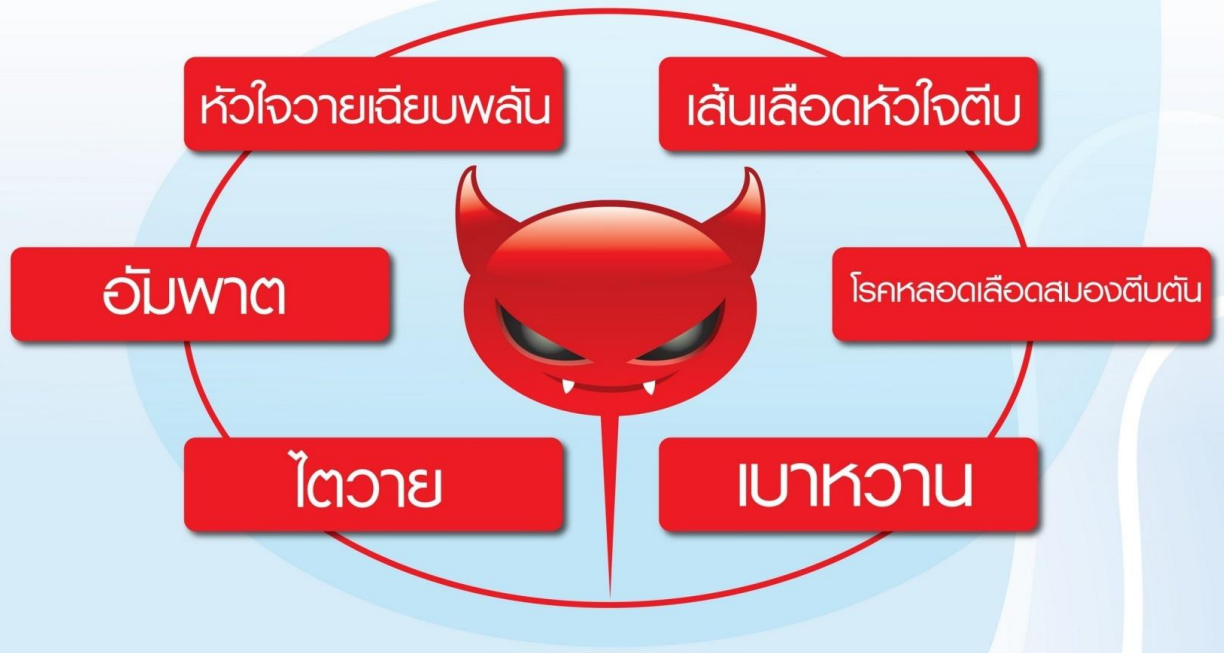 หัวใจวายเฉียบพลัน
เส้นเลือดหัวใจตีบ
อัมพาต
โรคหลอดเลือดสมองตีบตัน
ไตวาย
เบาหวาน